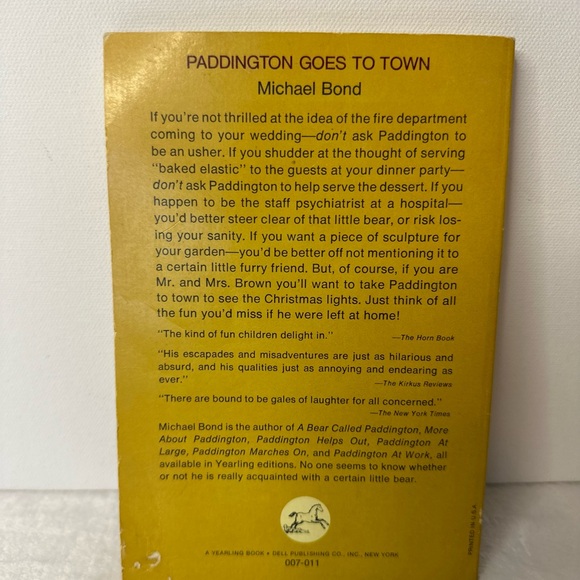 PADDINGTON GOES TO TOWN
Michael Bond
If you're not thrilled at the idea of the fire department
coming to your wedding—don't ask Paddington to
be an usher. If you shudder at the thought of serving
"baked elastic" to the guests at your dinner party—
don't ask Paddington to help serve the dessert. If you
happen to be the staff psychiatrist at a hospital—
you'd better steer clear of that little bear, or risk los-
ing your sanity. If you want a piece of sculpture for
your garden—you'd be better off not mentioning it to
a certain little furry friend. But, of course, if you are
Mr. and Mrs. Brown you'll want to take Paddington
to town to see the Christmas lights. Just think of all
the fun you'd miss if he were left at home!
"The kind of fun children delight in."
—The Horn Book
"His escapades and misadventures are just as hilarious and
absurd, and his qualities just as annoying and endearing as
ever."
—The Kirkus Reviews
"There are bound to be gales of laughter for all concerned."
—The New York Times
Michael Bond is the author of A Bear Called Paddington, More
About Paddington, Paddington Helps Out, Paddington At
Large, Paddington Marches On, and Paddington At Work, all
available in Yearling editions. No one seems to know whether
or not he is really acquainted with a certain little bear.
A YEARLING BOOK • DELL PUBLISHING CO., INC., NEW YORK
007-011
PRINTED IN U.S.A.